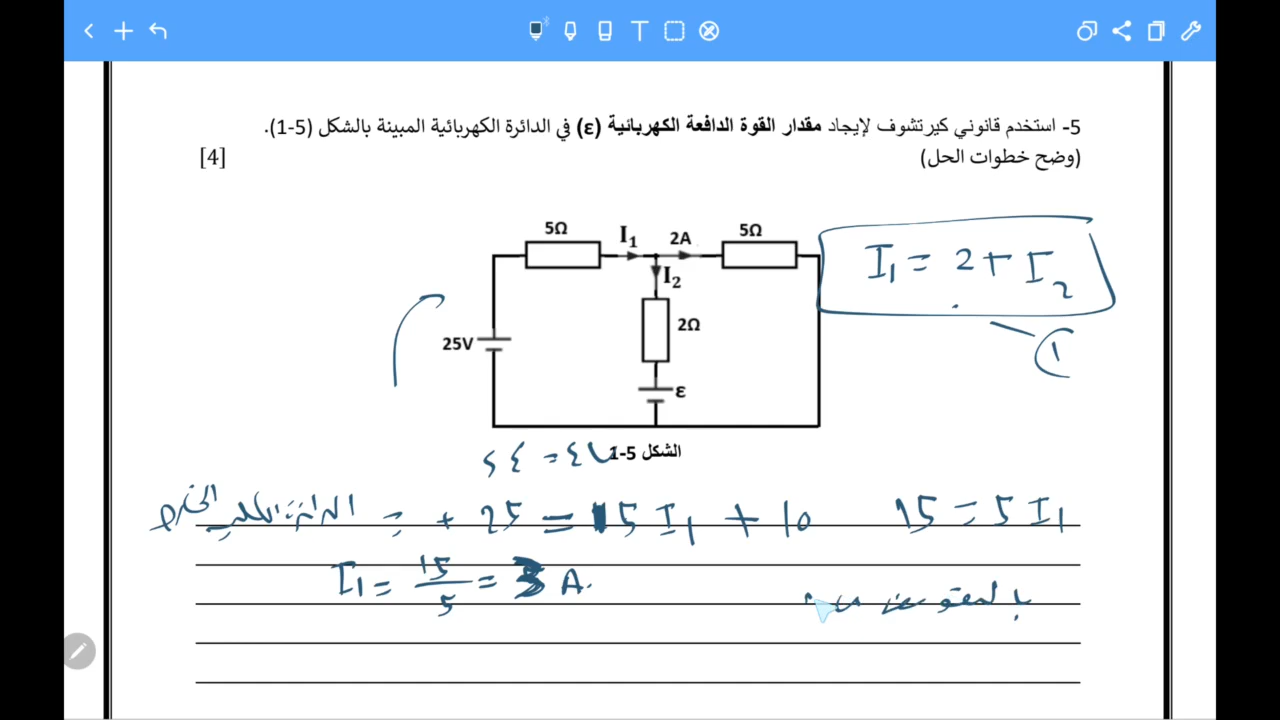 5- استخدم قانوني كيرتشوف لإيجاد مقدار القوة الدافعة الكهربائية (ε) في الدائرة الكهربائية المبينة بالشكل (5-1).
(وضح خطوات الحل)
[4]
5Ω
I₁
2A
5Ω
I₁ = 2 + I₂
I₂
①
2Ω
25V
ε
الشكل 5-1
+ 25 = 5 I₁ + 10
15 = 5 I₁
I₁ = 15/5 = 3 A.